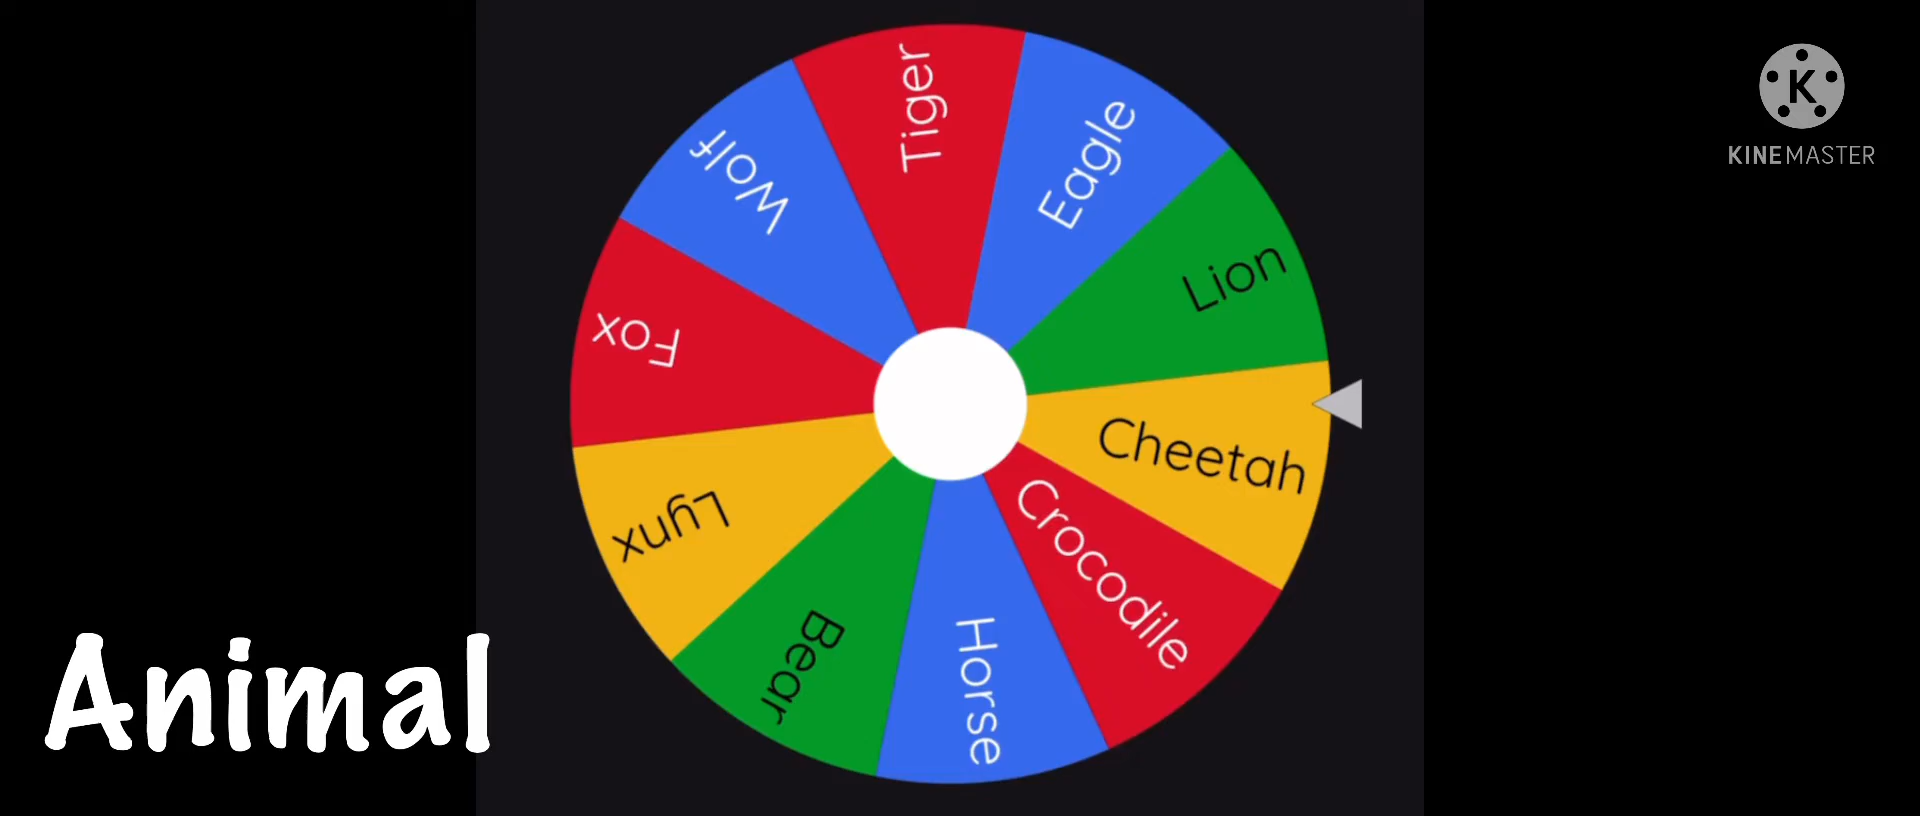 Tiger
Eagle
Lion
Cheetah
Crocodile
Horse
Bear
Lynx
Fox
Wolf
Animal
K
KINEMASTER